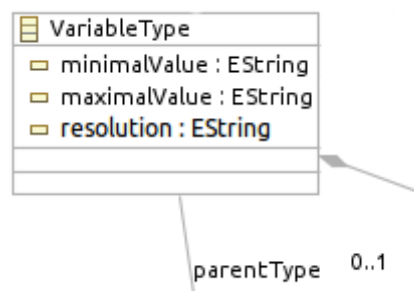 VariableType
minimalValue : EString
maximalValue : EString
resolution : EString
parentType 0..1